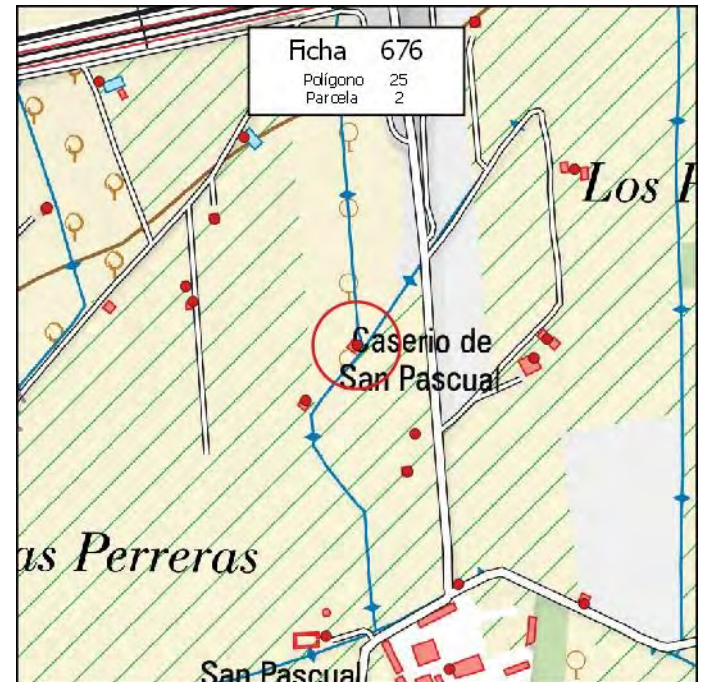 Ficha 676
Polígono 25
Parcela 2
Los
Caserio de
San Pascual
as Perreras
San Pascual